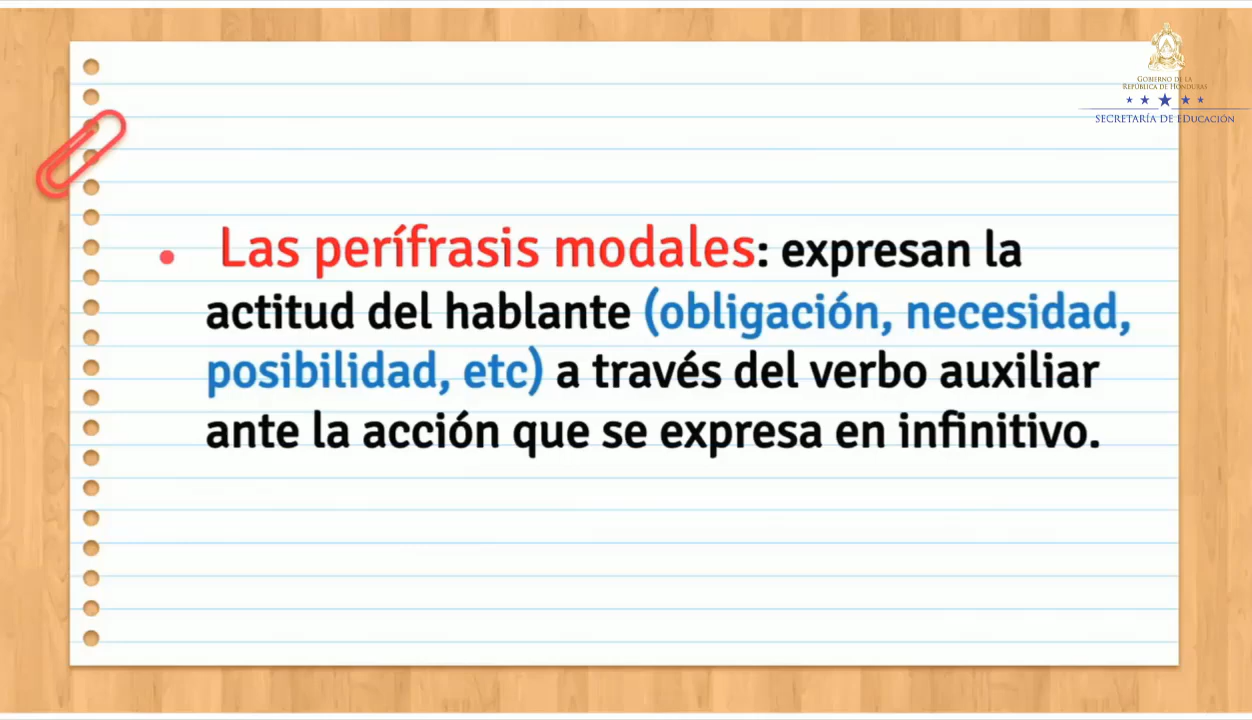 GOBIERNO DE LA
REPÚBLICA DE HONDURAS
SECRETARÍA DE EDUCACIÓN
• Las perífrasis modales: expresan la
actitud del hablante (obligación, necesidad,
posibilidad, etc) a través del verbo auxiliar
ante la acción que se expresa en infinitivo.